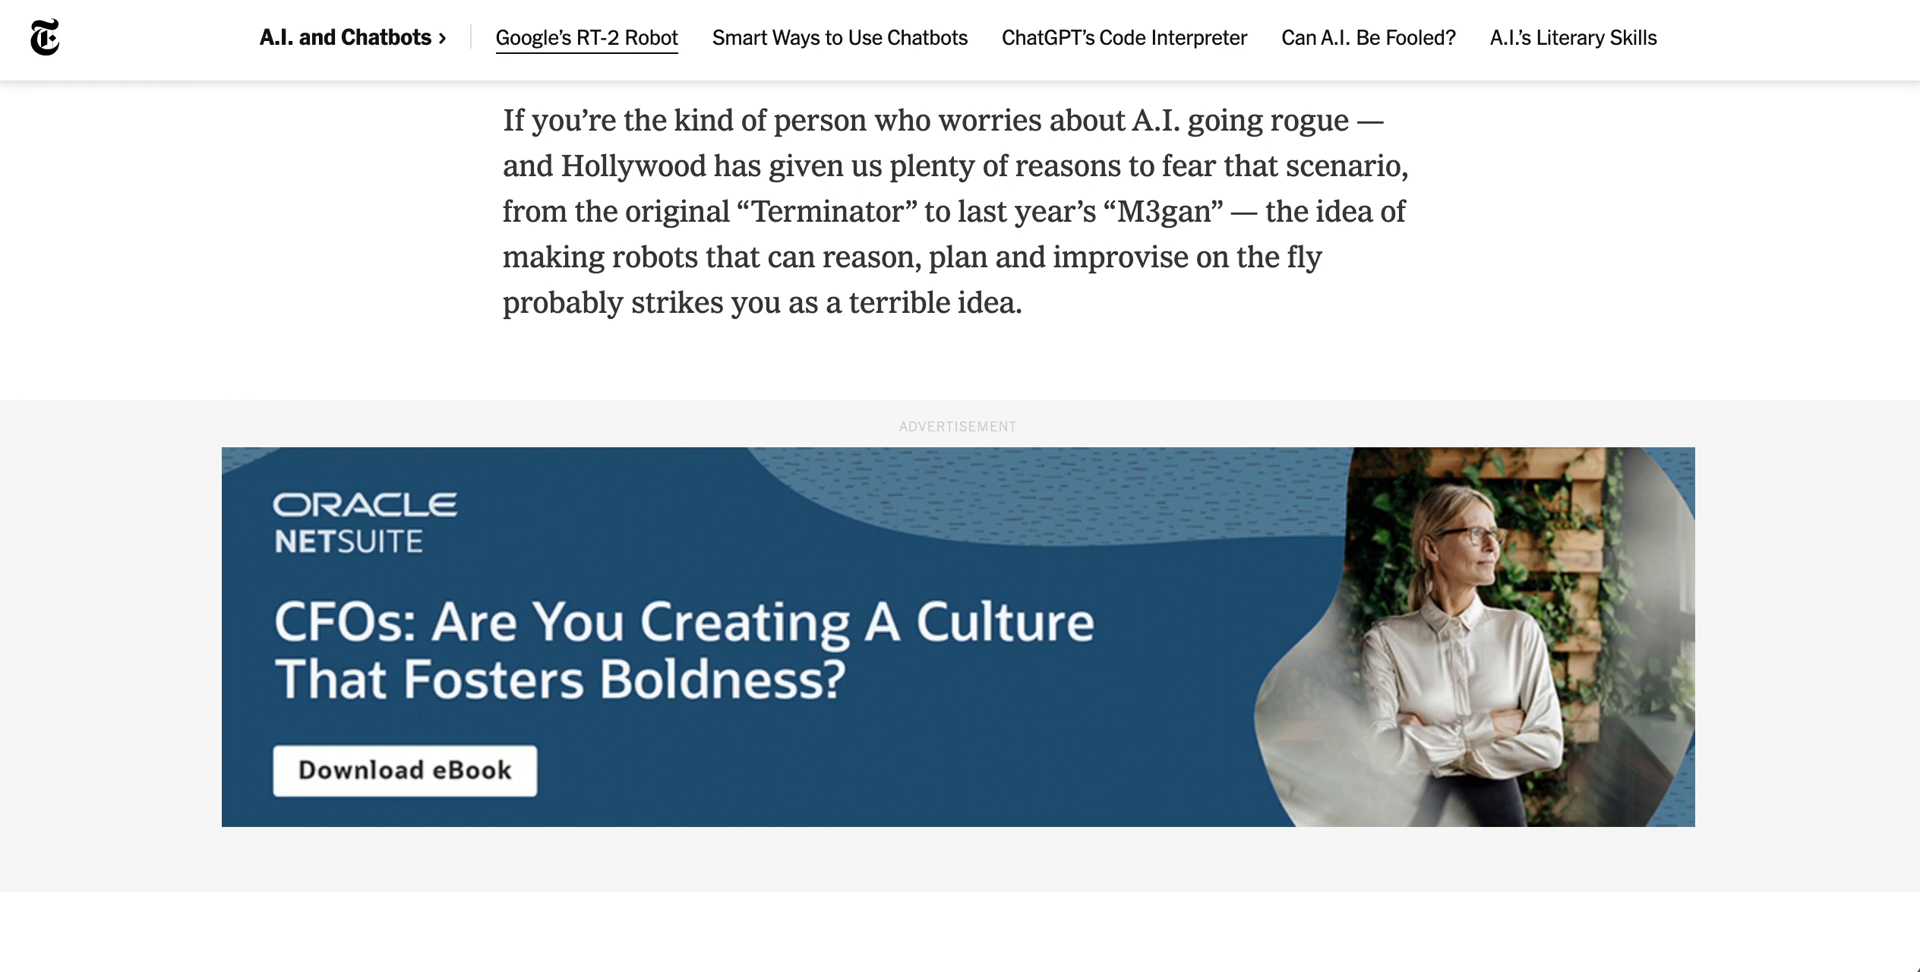 A.I. and Chatbots ›
Google’s RT-2 Robot
Smart Ways to Use Chatbots
ChatGPT’s Code Interpreter
Can A.I. Be Fooled?
A.I.’s Literary Skills
If you’re the kind of person who worries about A.I. going rogue —
and Hollywood has given us plenty of reasons to fear that scenario,
from the original “Terminator” to last year’s “M3gan” — the idea of
making robots that can reason, plan and improvise on the fly
probably strikes you as a terrible idea.
ADVERTISEMENT
ORACLE
NETSUITE
CFOs: Are You Creating A Culture
That Fosters Boldness?
Download eBook